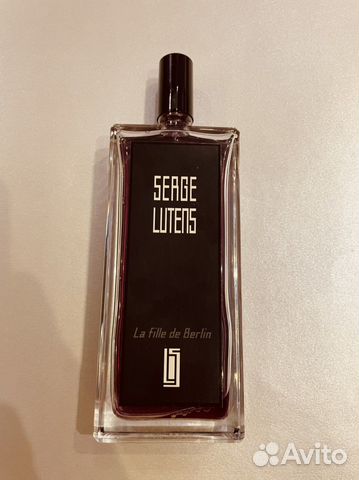 SERGE
LUTENS
La fille de Berlin
Avito